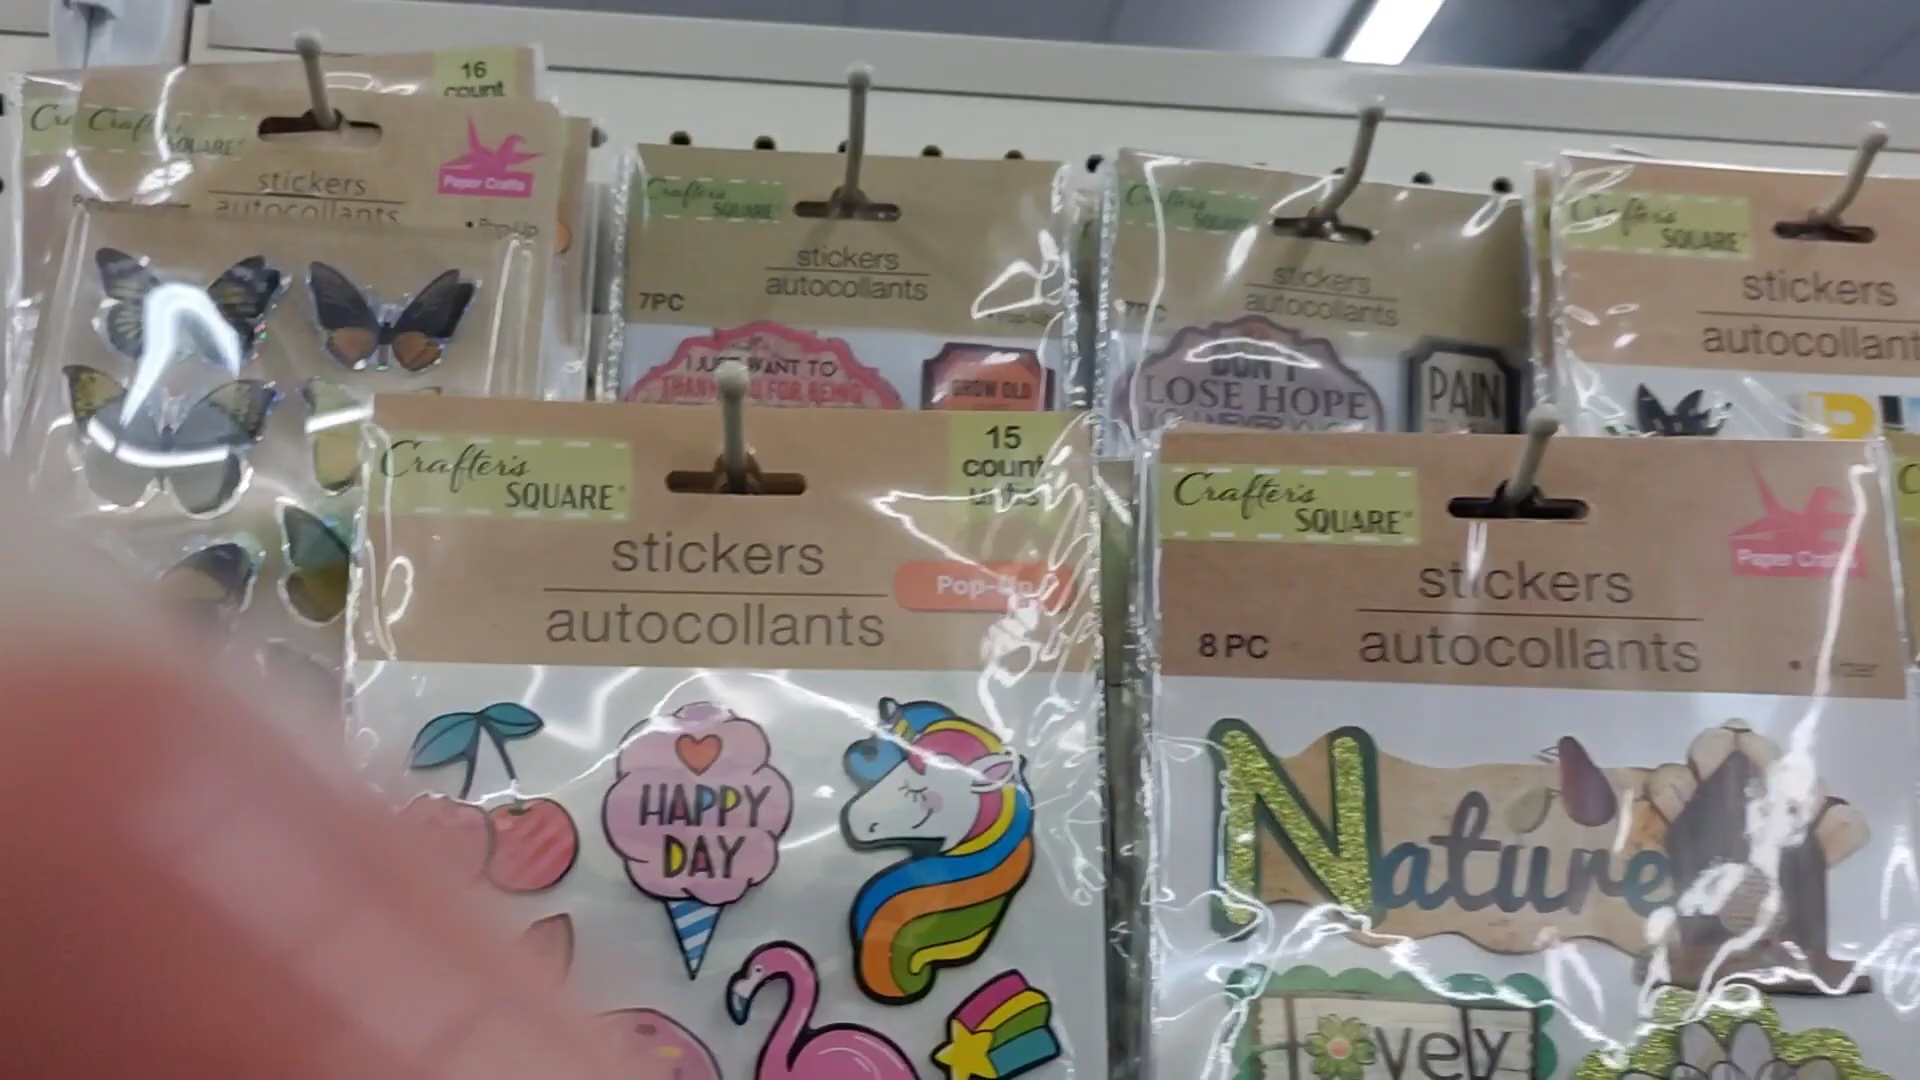 16
count
Crafter's
SQUARE
Paper Crafts
stickers
autocollants
• Pop-Up
Crafter's
SQUARE
stickers
autocollants
7PC
I JUST WANT TO
GROW OLD
Crafter's
SQUARE
stickers
autocollants
DON'T
LOSE HOPE
PAIN
Crafter's
SQUARE
stickers
autocollant
Crafter's
SQUARE
15
count
stickers
autocollants
Pop-Up
HAPPY
DAY
Crafter's
SQUARE
Paper Crafts
stickers
autocollants
8 PC
Nature
vely